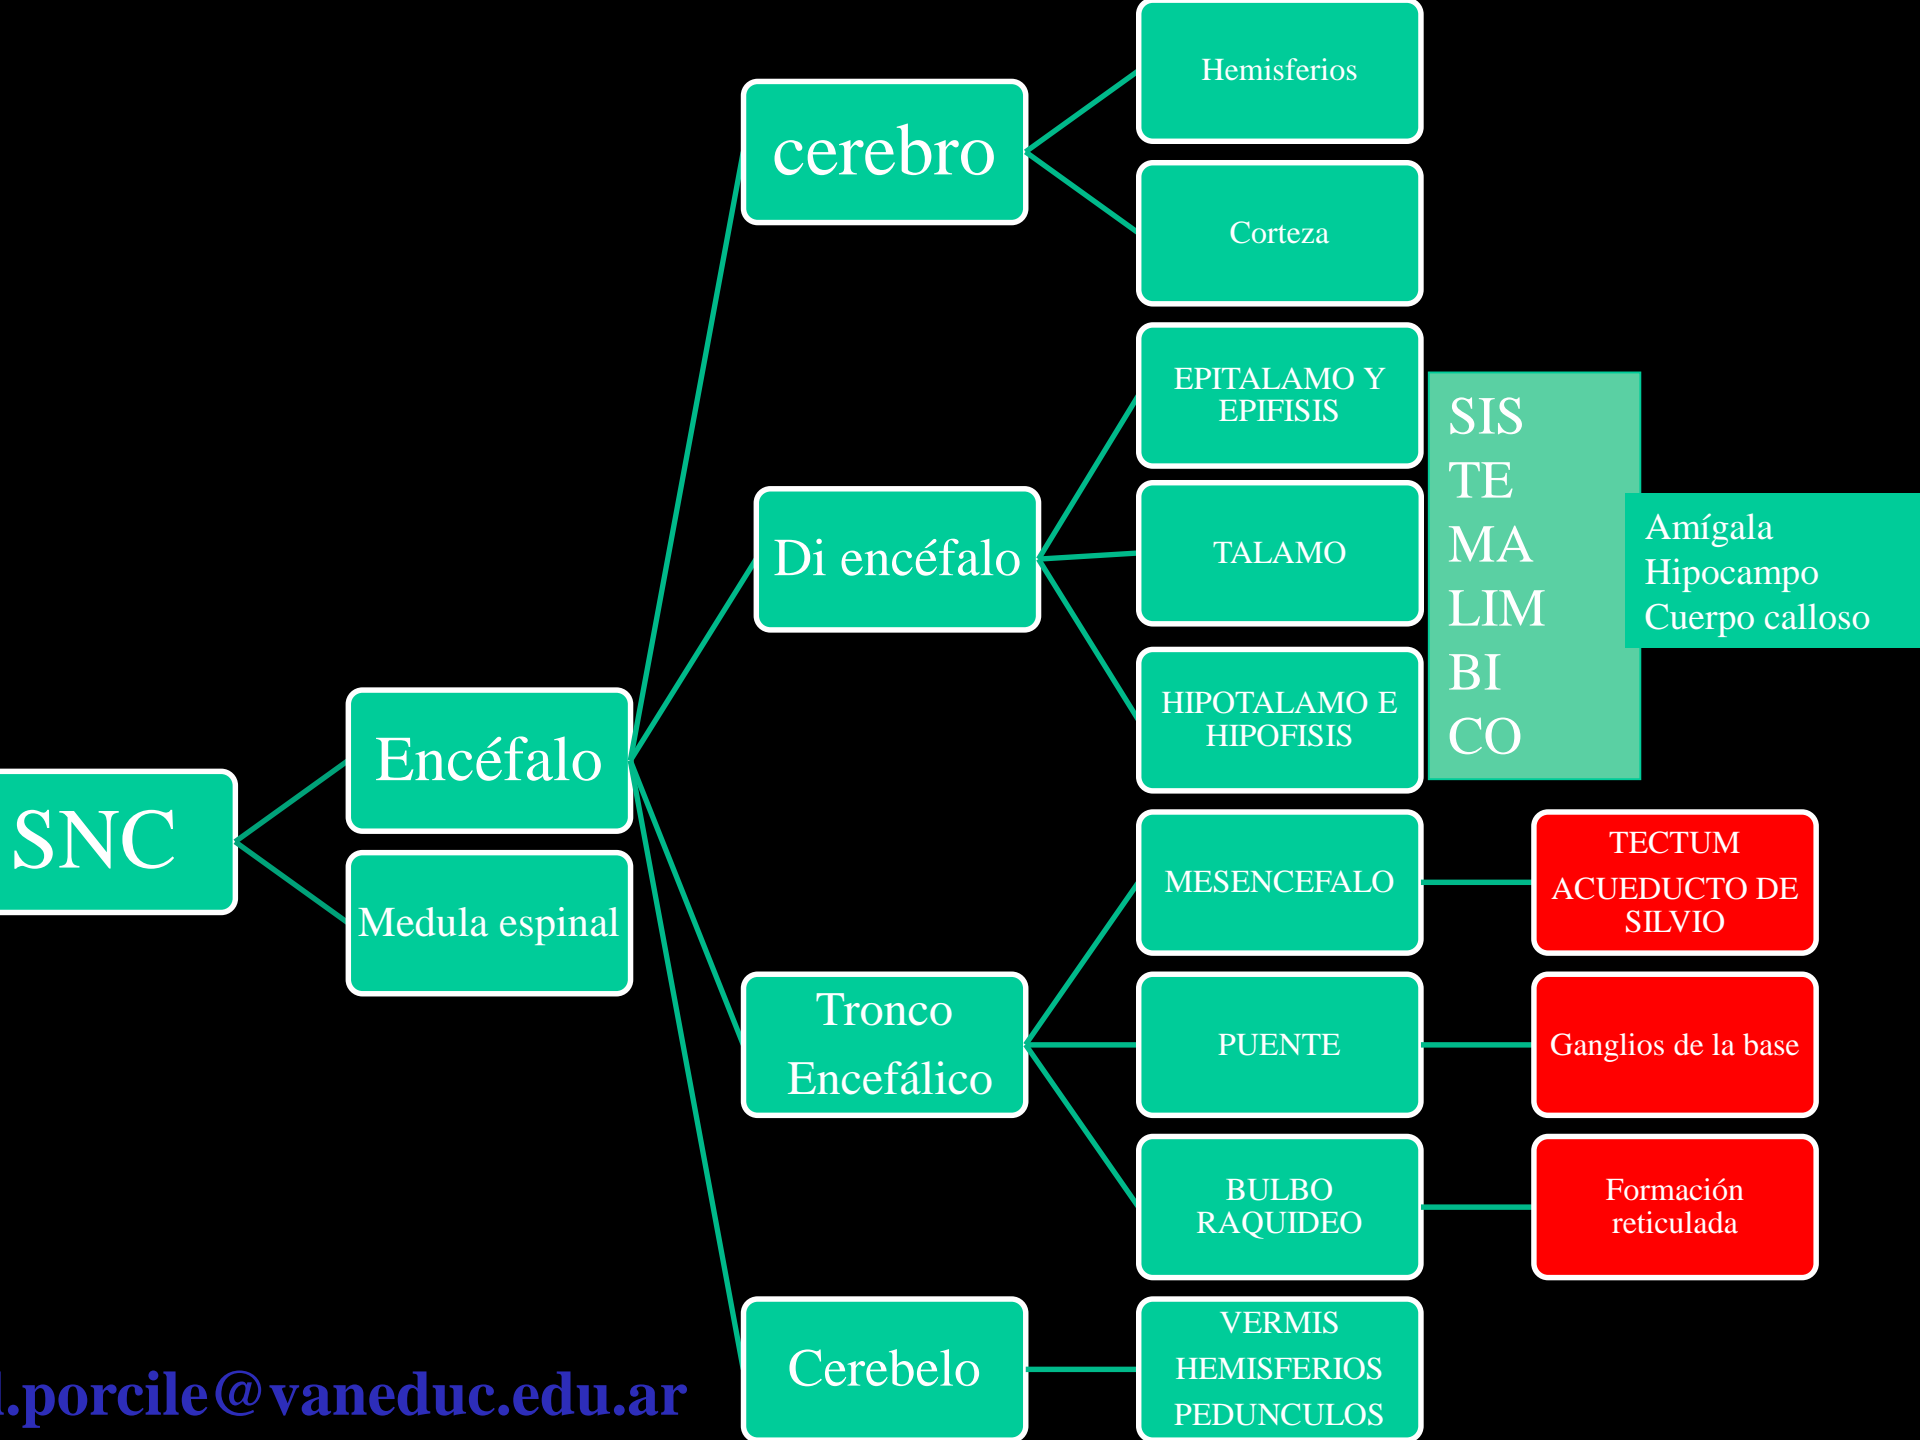 SNC
Encéfalo
Medula espinal
cerebro
Hemisferios
Corteza
Di encéfalo
EPITALAMO Y
EPIFISIS
TALAMO
HIPOTALAMO E
HIPOFISIS
SIS
TE
MA
LIM
BI
CO
Amígala
Hipocampo
Cuerpo calloso
Tronco
Encefálico
MESENCEFALO
TECTUM
ACUEDUCTO DE
SILVIO
PUENTE
Ganglios de la base
BULBO
RAQUIDEO
Formación
reticulada
Cerebelo
VERMIS
HEMISFERIOS
PEDUNCULOS
.porcile@vaneduc.edu.ar